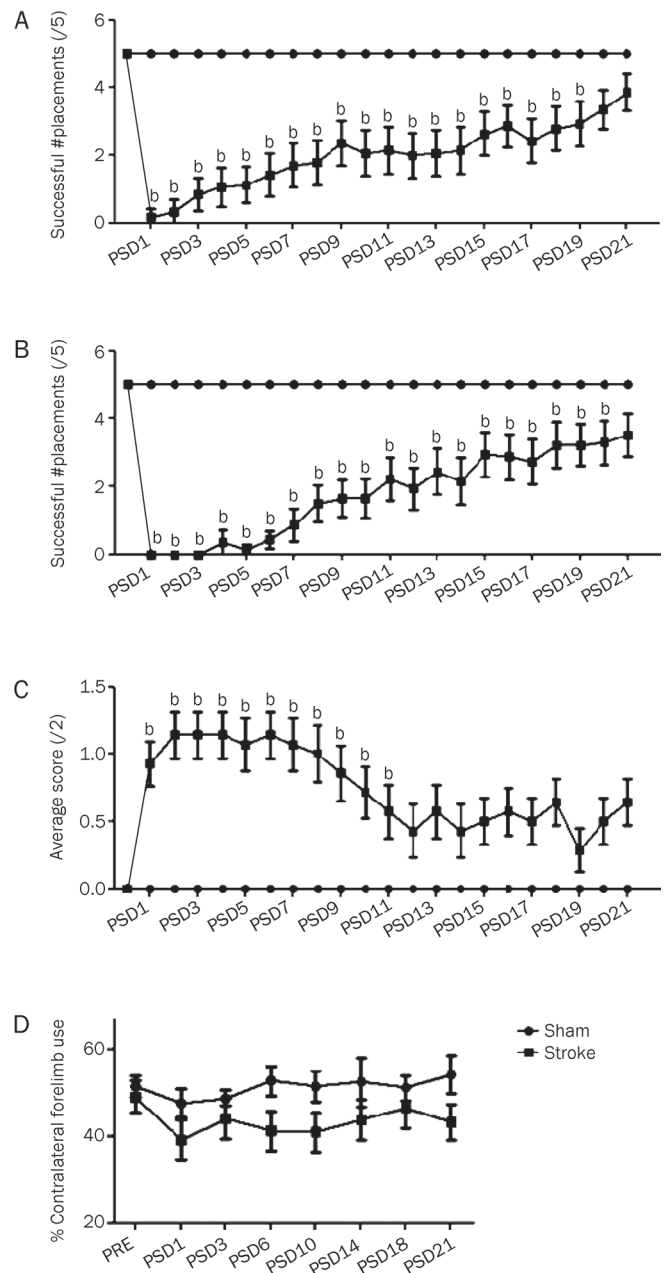 A
Successful #placements (/5)
6
4
2
0
b b b b b b b b b b b b b b b b b b b
PSD1 PSD3 PSD5 PSD7 PSD9 PSD11 PSD13 PSD15 PSD17 PSD19 PSD21
B
Successful #placements (/5)
6
4
2
0
b b b b b b b b b b b b b b b b b b b b
PSD1 PSD3 PSD5 PSD7 PSD9 PSD11 PSD13 PSD15 PSD17 PSD19 PSD21
C
Average score (/2)
1.5
1.0
0.5
0.0
b b b b b b b b b b b
PSD1 PSD3 PSD5 PSD7 PSD9 PSD11 PSD13 PSD15 PSD17 PSD19 PSD21
D
% Contralateral forelimb use
60
40
20
PRE PSD1 PSD3 PSD6 PSD10 PSD14 PSD18 PSD21
Sham
Stroke